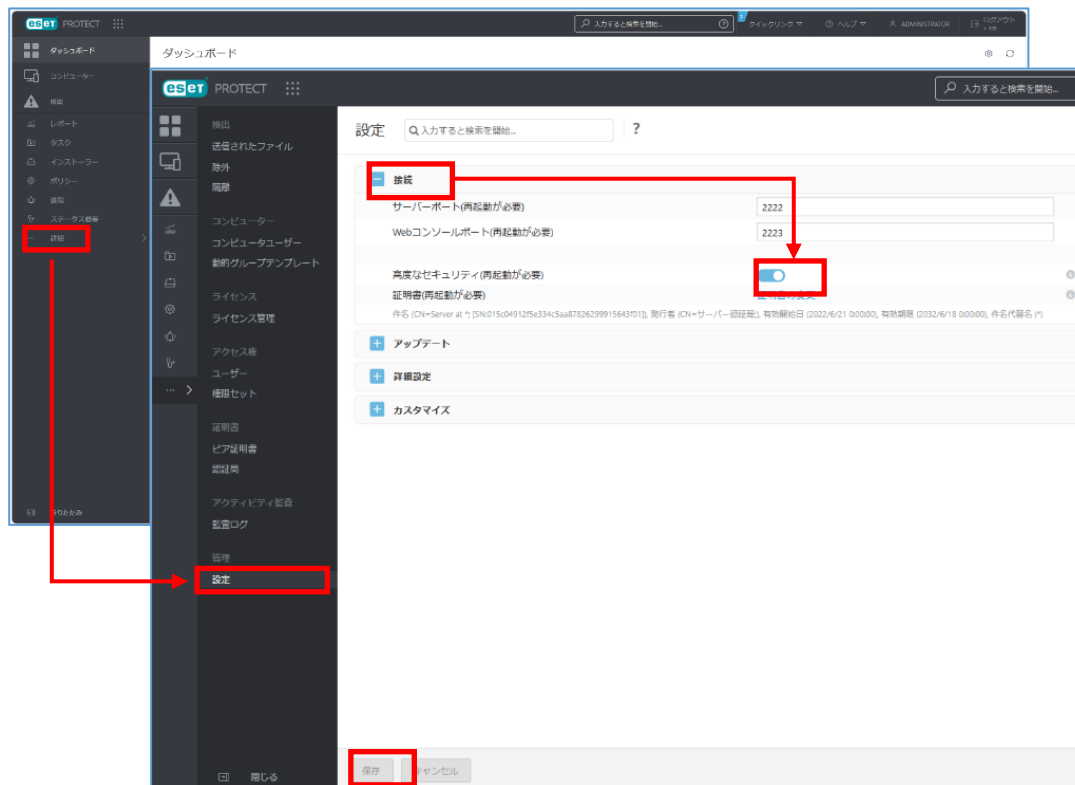 eset PROTECT
入力すると検索を開始...
クイックリンク
ヘルプ
ADMINISTRATOR
ログアウト
ダッシュボード
コンピューター
検出
レポート
タスク
インストーラー
ポリシー
通知
ステータス概要
詳細
ダッシュボード
eset PROTECT
入力すると検索を開始...
検出
送信されたファイル
除外
隔離
コンピューター
コンピュータユーザー
動的グループテンプレート
ライセンス
ライセンス管理
アクセス権
ユーザー
権限セット
証明書
ピア証明書
認証局
アクティビティ監査
監査ログ
管理
設定
閉じる
設定
入力すると検索を開始...
?
接続
サーバーポート(再起動が必要)
2222
Webコンソールポート(再起動が必要)
2223
高度なセキュリティ(再起動が必要)
証明書(再起動が必要)
証明書の変更
アップデート
詳細設定
カスタマイズ
保存
キャンセル